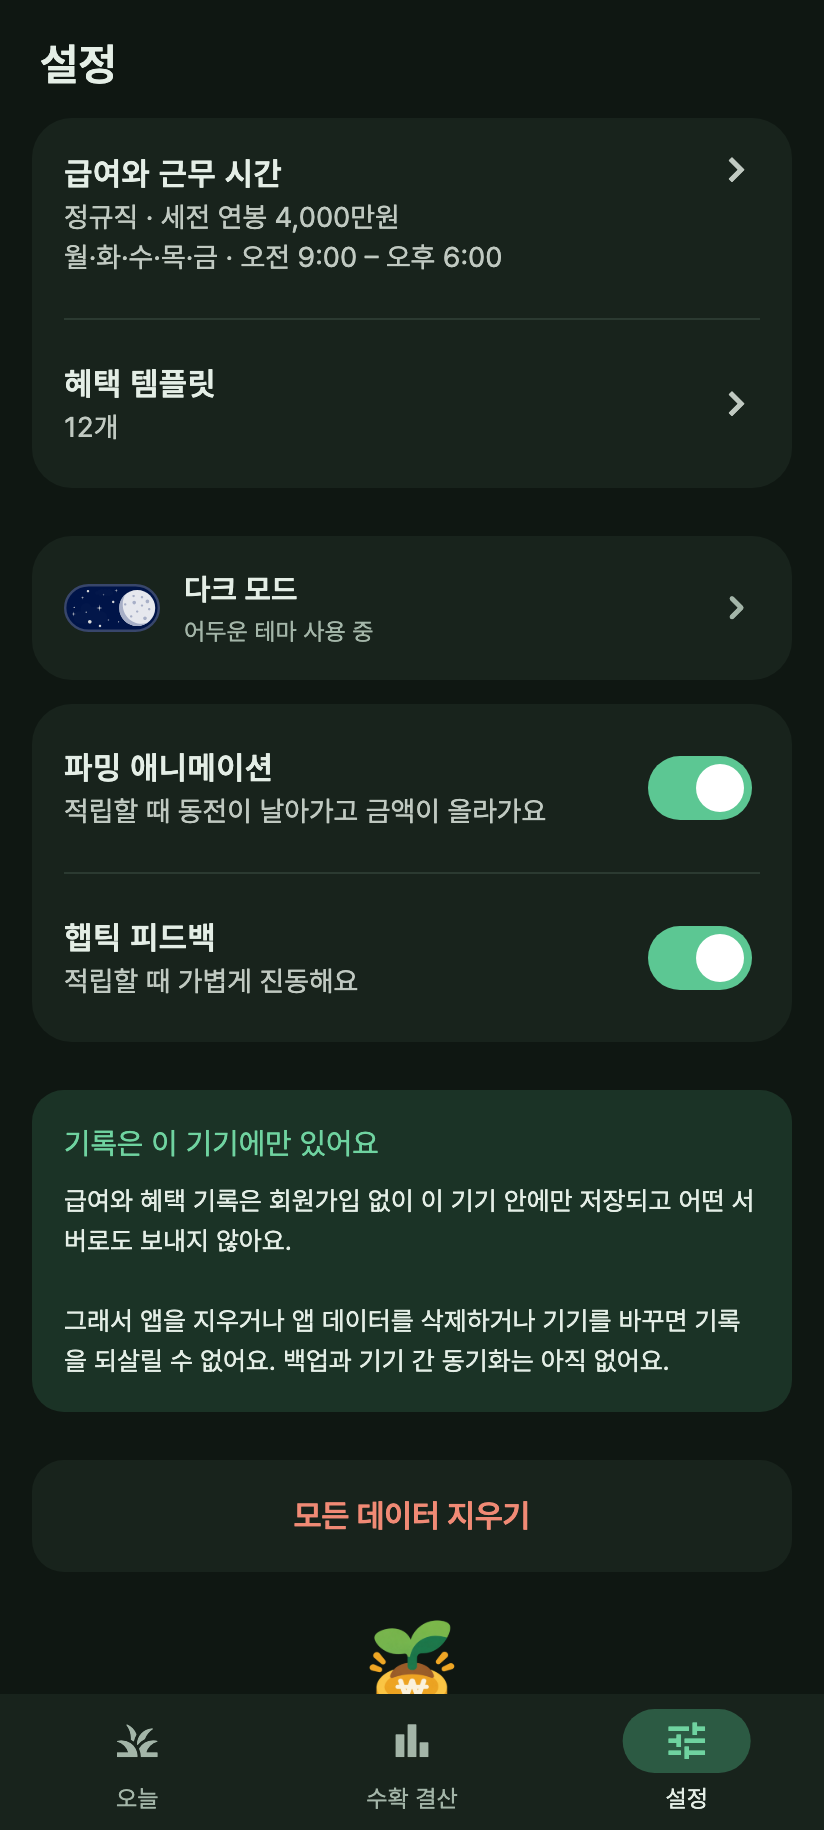 설정
급여와 근무 시간
정규직 · 세전 연봉 4,000만원
월·화·수·목·금 · 오전 9:00 – 오후 6:00
혜택 템플릿
12개
다크 모드
어두운 테마 사용 중
파밍 애니메이션
적립할 때 동전이 날아가고 금액이 올라가요
햅틱 피드백
적립할 때 가볍게 진동해요
기록은 이 기기에만 있어요
급여와 혜택 기록은 회원가입 없이 이 기기 안에만 저장되고 어떤 서
버로도 보내지 않아요.
그래서 앱을 지우거나 앱 데이터를 삭제하거나 기기를 바꾸면 기록
을 되살릴 수 없어요. 백업과 기기 간 동기화는 아직 없어요.
모든 데이터 지우기
₩
오늘
수확 결산
설정